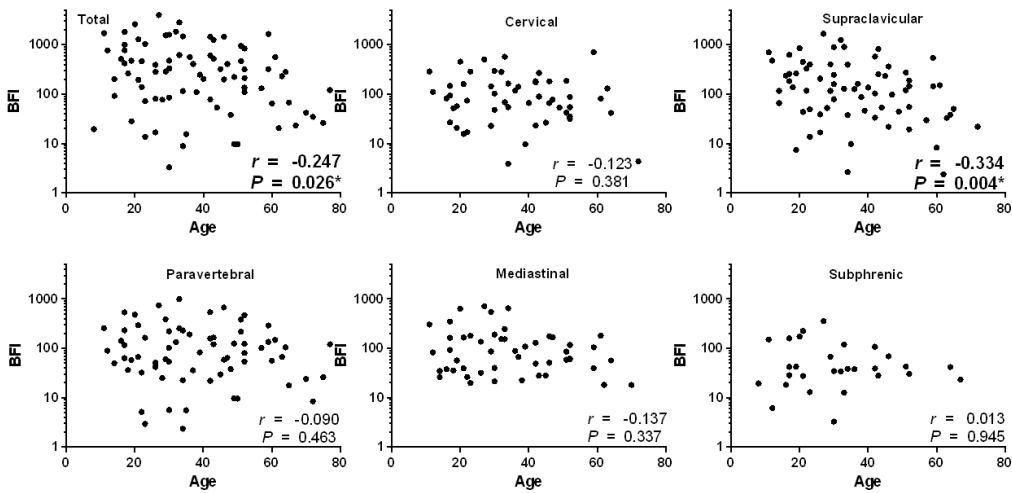 Total
BFI
1000
100
10
1
r = -0.247
P = 0.026*
0 20 40 60 80
Age
Cervical
BFI
1000
100
10
1
r = -0.123
P = 0.381
0 20 40 60 80
Age
Supraclavicular
BFI
1000
100
10
1
r = -0.334
P = 0.004*
0 20 40 60 80
Age
Paravertebral
BFI
1000
100
10
1
r = -0.090
P = 0.463
0 20 40 60 80
Age
Mediastinal
BFI
1000
100
10
1
r = -0.137
P = 0.337
0 20 40 60 80
Age
Subphrenic
BFI
1000
100
10
1
r = 0.013
P = 0.945
0 20 40 60 80
Age